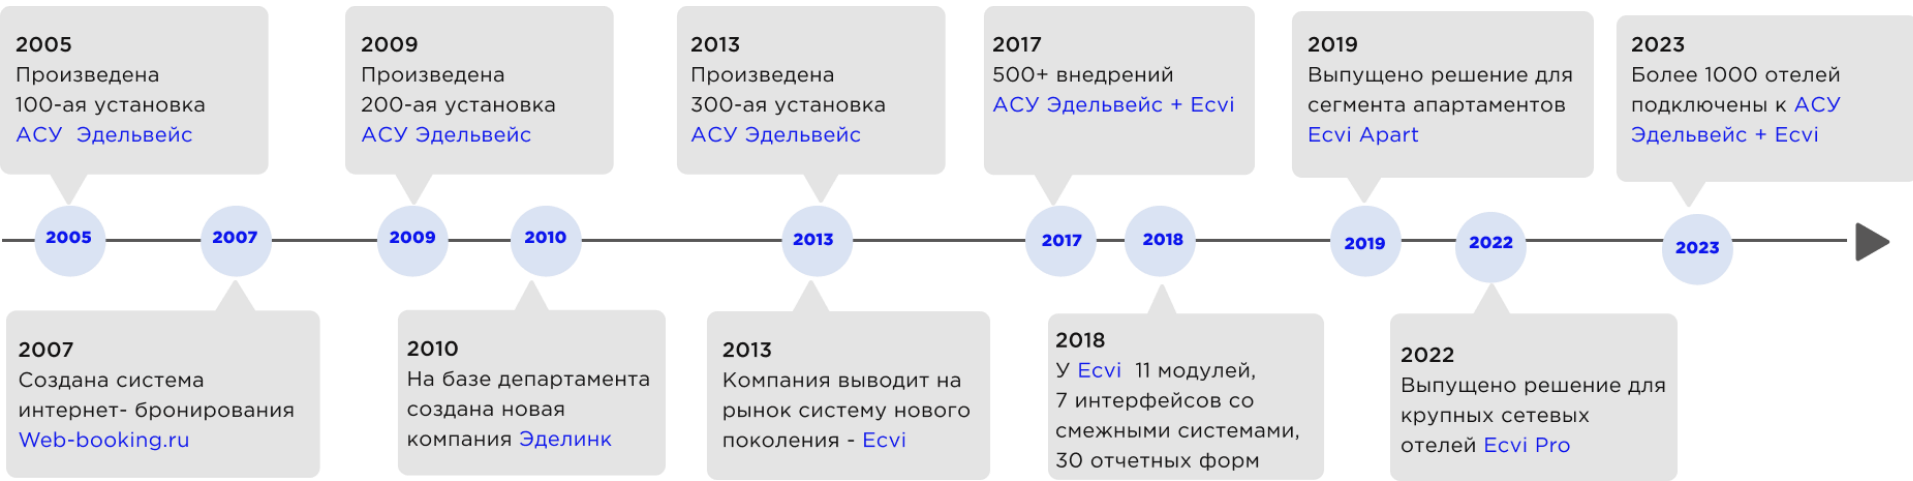 2005
Произведена
100-ая установка
АСУ  Эдельвейс
2009
Произведена
200-ая установка
АСУ Эдельвейс
2013
Произведена
300-ая установка
АСУ Эдельвейс
2017
500+ внедрений
АСУ Эдельвейс + Ecvi
2019
Выпущено решение для
сегмента апартаментов
Ecvi Apart
2023
Более 1000 отелей
подключены к АСУ
Эдельвейс + Ecvi
2005
2007
2009
2010
2013
2017
2018
2019
2022
2023
2007
Создана система
интернет- бронирования
Web-booking.ru
2010
На базе департамента
создана новая
компания Эделинк
2013
Компания выводит на
рынок систему нового
поколения - Ecvi
2018
У Ecvi  11 модулей,
7 интерфейсов со
смежными системами,
30 отчетных форм
2022
Выпущено решение для
крупных сетевых
отелей Ecvi Pro